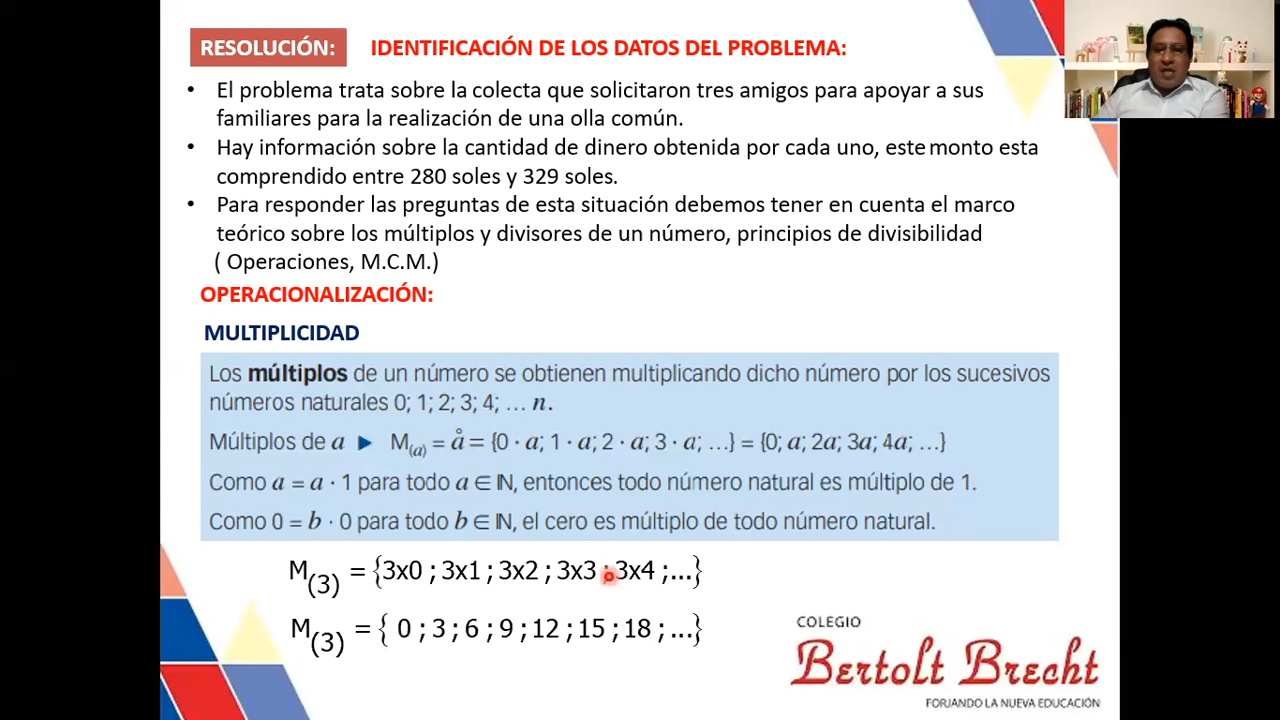 RESOLUCIÓN: IDENTIFICACIÓN DE LOS DATOS DEL PROBLEMA:
• El problema trata sobre la colecta que solicitaron tres amigos para apoyar a sus
familiares para la realización de una olla común.
• Hay información sobre la cantidad de dinero obtenida por cada uno, este monto esta
comprendido entre 280 soles y 329 soles.
• Para responder las preguntas de esta situación debemos tener en cuenta el marco
teórico sobre los múltiplos y divisores de un número, principios de divisibilidad
( Operaciones, M.C.M.)
OPERACIONALIZACIÓN:
MULTIPLICIDAD
Los múltiplos de un número se obtienen multiplicando dicho número por los sucesivos
números naturales 0; 1; 2; 3; 4; … n.
Múltiplos de a ► M(a) = å = {0 · a; 1 · a; 2 · a; 3 · a; …} = {0; a; 2a; 3a; 4a; …}
Como a = a · 1 para todo a ∈ ℕ, entonces todo número natural es múltiplo de 1.
Como 0 = b · 0 para todo b ∈ ℕ, el cero es múltiplo de todo número natural.
M(3) = {3x0 ; 3x1 ; 3x2 ; 3x3 ; 3x4 ;...}
M(3) = { 0 ; 3 ; 6 ; 9 ; 12 ; 15 ; 18 ; ...}
COLEGIO
Bertolt Brecht
FORJANDO LA NUEVA EDUCACIÓN